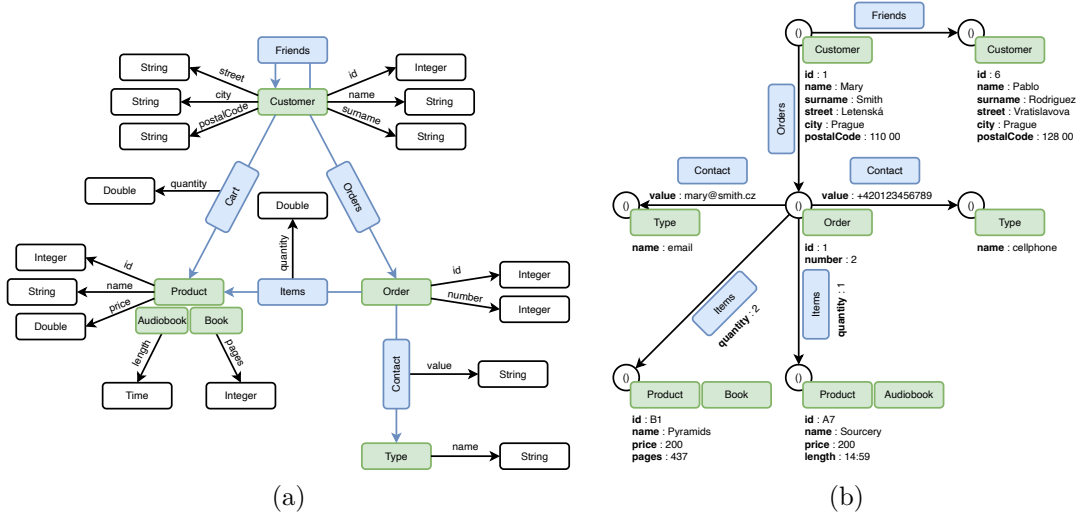 Friends
String
street
id
Integer
String
city
Customer
name
String
String
postalCode
surname
String
Cart
Orders
Double
quantity
Double
quantity
Integer
id
String
name
Product
Items
Order
id
Integer
Double
price
number
Integer
Audiobook
Book
length
pages
Time
Integer
Contact
value
String
Type
name
String
(a)
Friends
()
()
Customer
Customer
id : 1
name : Mary
surname : Smith
street : Letenská
city : Prague
postalCode : 110 00
id : 6
name : Pablo
surname : Rodriguez
street : Vratislavova
city : Prague
postalCode : 128 00
Orders
Contact
Contact
()
value : mary@smith.cz
()
value : +420123456789
()
Type
Order
Type
name : email
id : 1
number : 2
name : cellphone
Items
quantity : 2
Items
quantity : 1
()
()
Product
Book
Product
Audiobook
id : B1
name : Pyramids
price : 200
pages : 437
id : A7
name : Sourcery
price : 200
length : 14:59
(b)